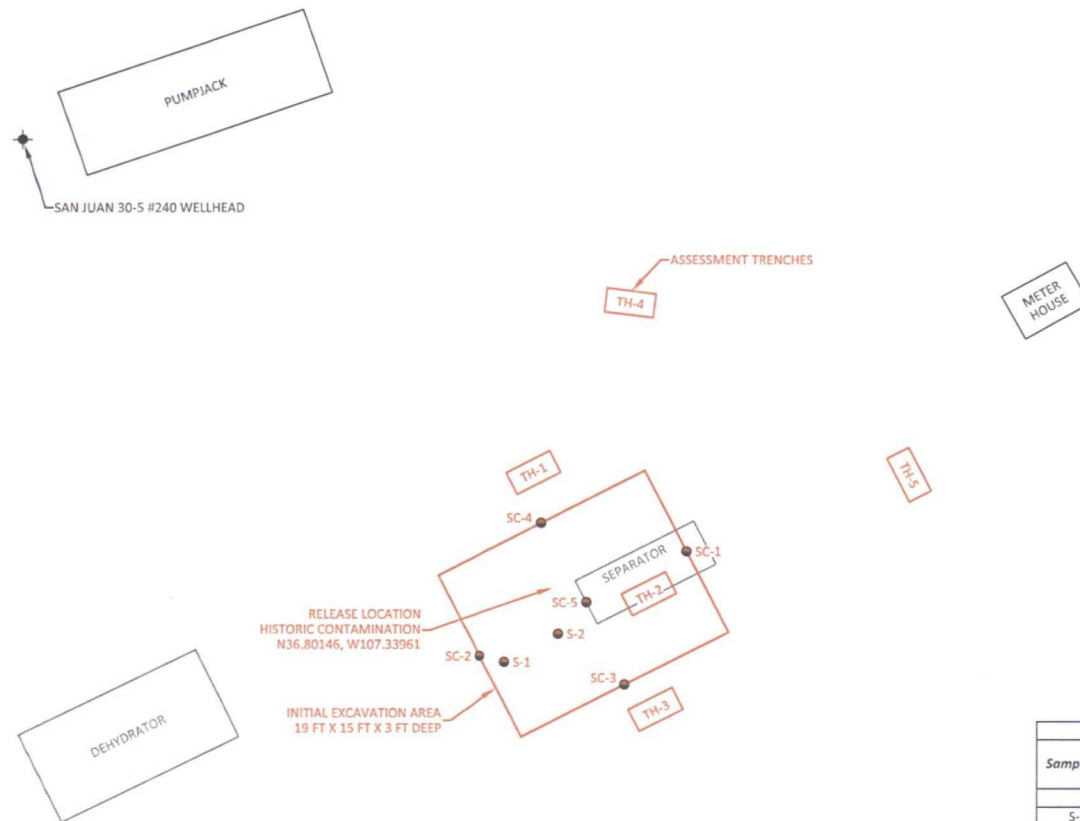 PUMPJACK
SAN JUAN 30-5 #240 WELLHEAD
ASSESSMENT TRENCHES
TH-4
METER
HOUSE
TH-1
TH-5
SC-4
SEPARATOR
SC-1
TH-2
SC-5
RELEASE LOCATION
HISTORIC CONTAMINATION
N36.80146, W107.33961
S-2
SC-2
S-1
SC-3
TH-3
INITIAL EXCAVATION AREA
19 FT X 15 FT X 3 FT DEEP
DEHYDRATOR